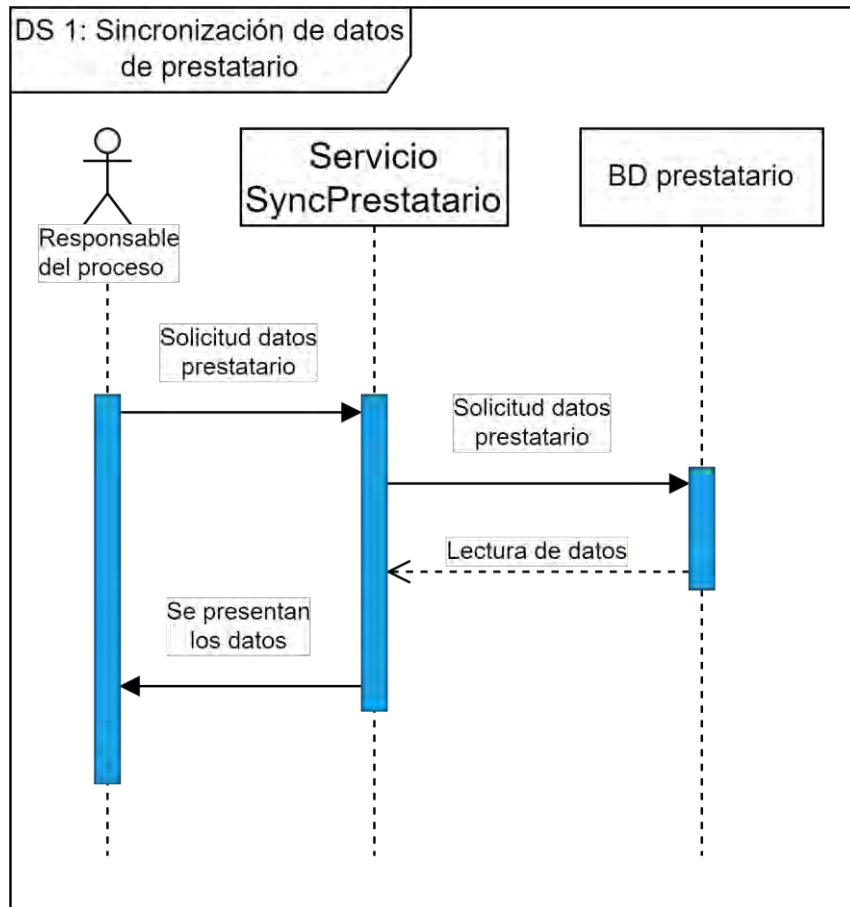 DS 1: Sincronización de datos
de prestatario
Servicio
SyncPrestatario
BD prestatario
Responsable
del proceso
Solicitud datos
prestatario
Solicitud datos
prestatario
Lectura de datos
Se presentan
los datos